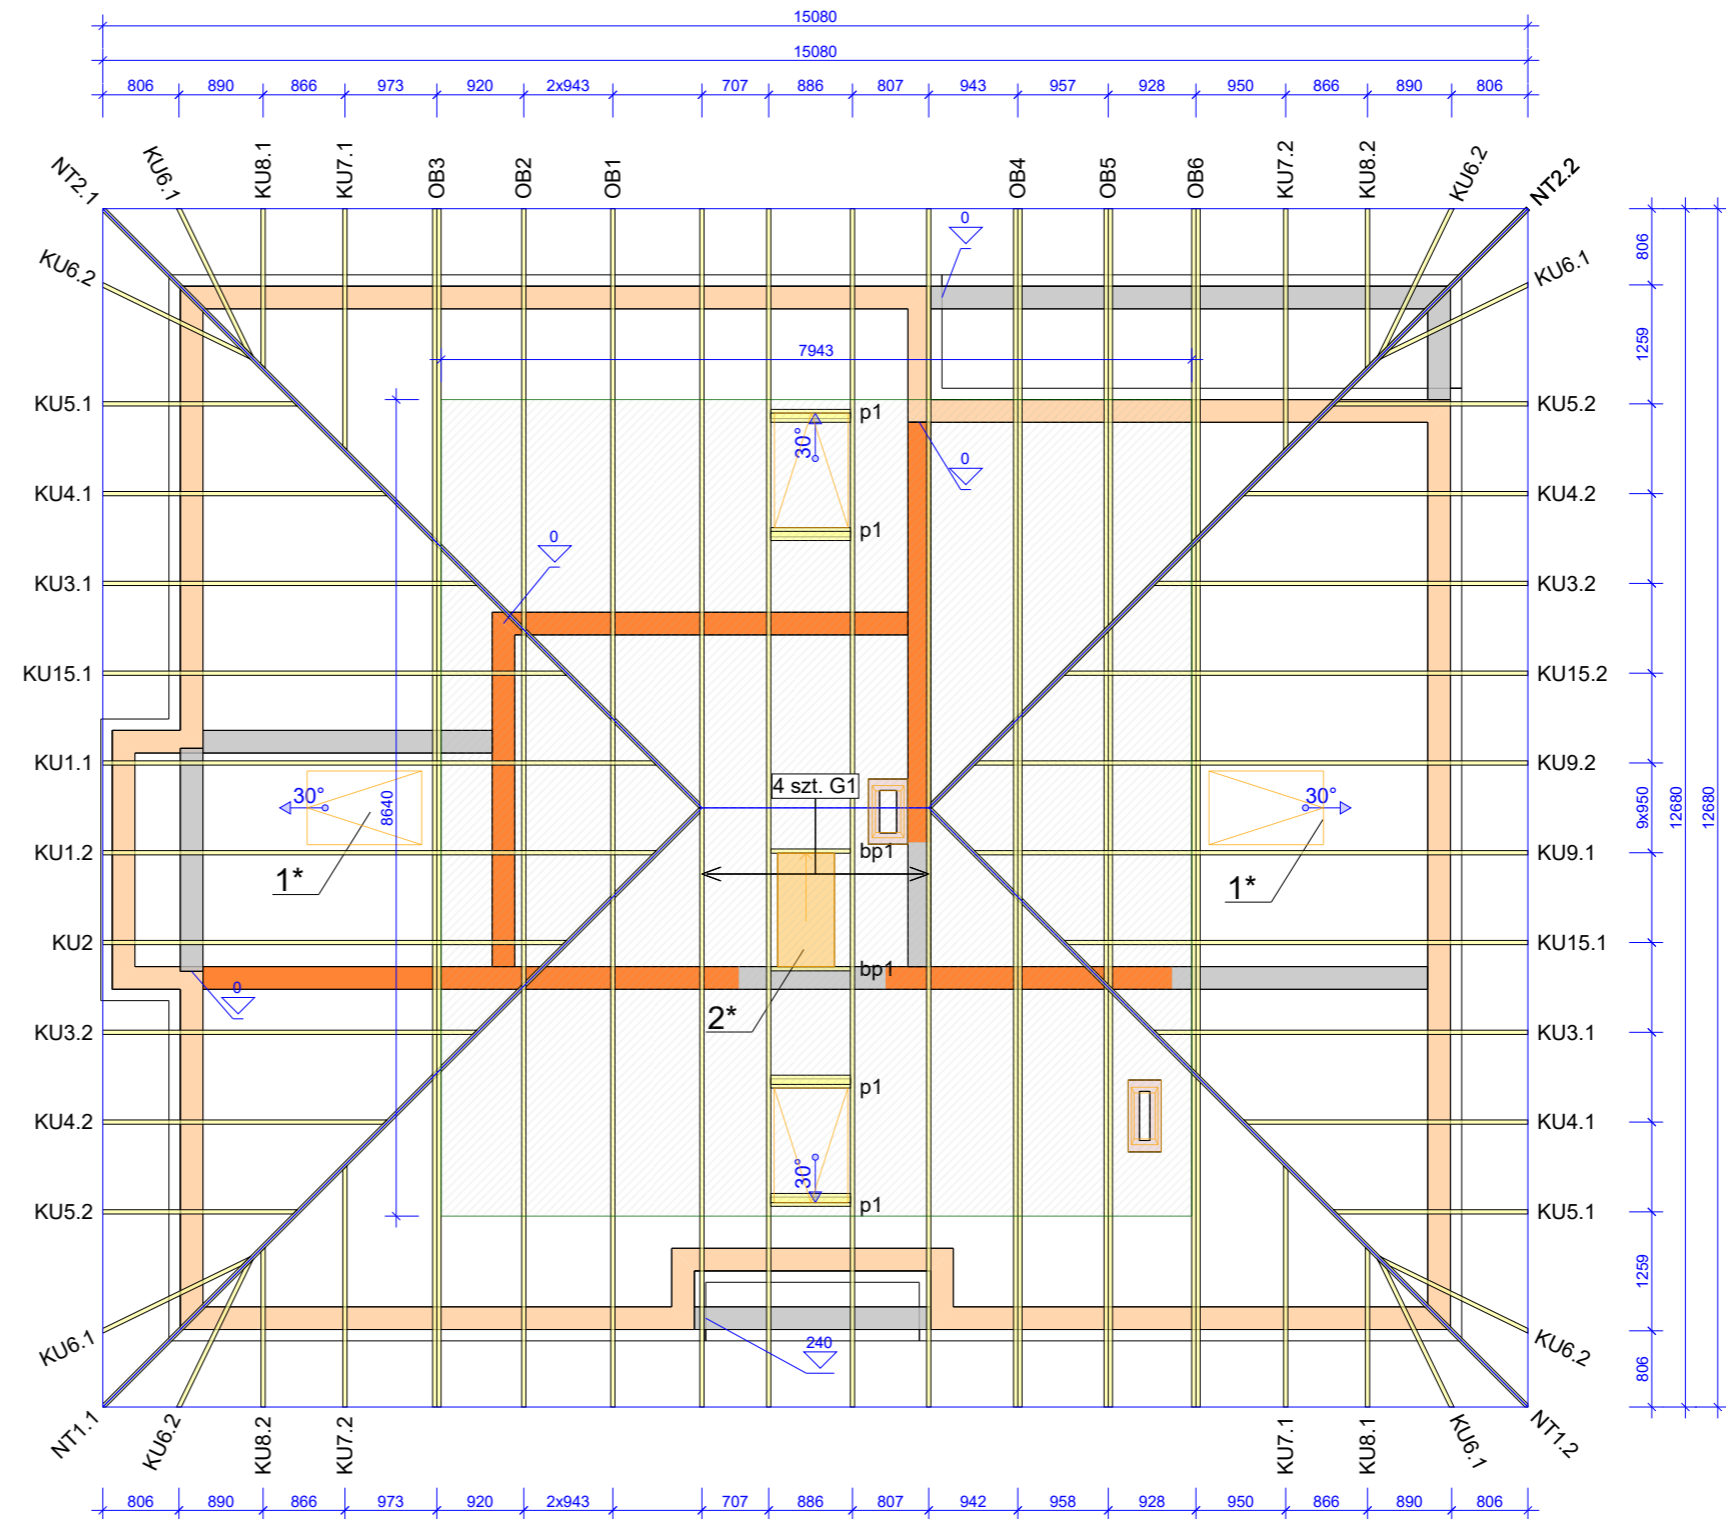 15080
15080
806 890 866 973 920 2x943 707 886 807 943 957 928 950 866 890 806
NT2.1 KU6.1 KU8.1 KU7.1 OB3 OB2 OB1 OB4 OB5 OB6 KU7.2 KU8.2 KU6.2 NT2.2
KU6.2 0 KU6.1 806
1259
7943
KU5.1 KU5.2
p1
30°
0
KU4.1 KU4.2
p1
0
KU3.1 KU3.2
KU15.1 KU15.2
KU1.1 KU9.2
4 szt. G1
30° 8640 30° 9x950 12680 12680
KU1.2 bp1 KU9.1
1* 1*
KU2 KU15.1
bp1
0
2*
KU3.2 KU3.1
p1
KU4.2 KU4.1
30°
p1
KU5.2 KU5.1
1259
240
KU6.1 KU6.2 806
NT1.1 KU6.2 KU8.2 KU7.2 KU7.1 KU8.1 KU6.1 NT1.2
806 890 866 973 920 2x943 707 886 807 942 958 928 950 866 890 806